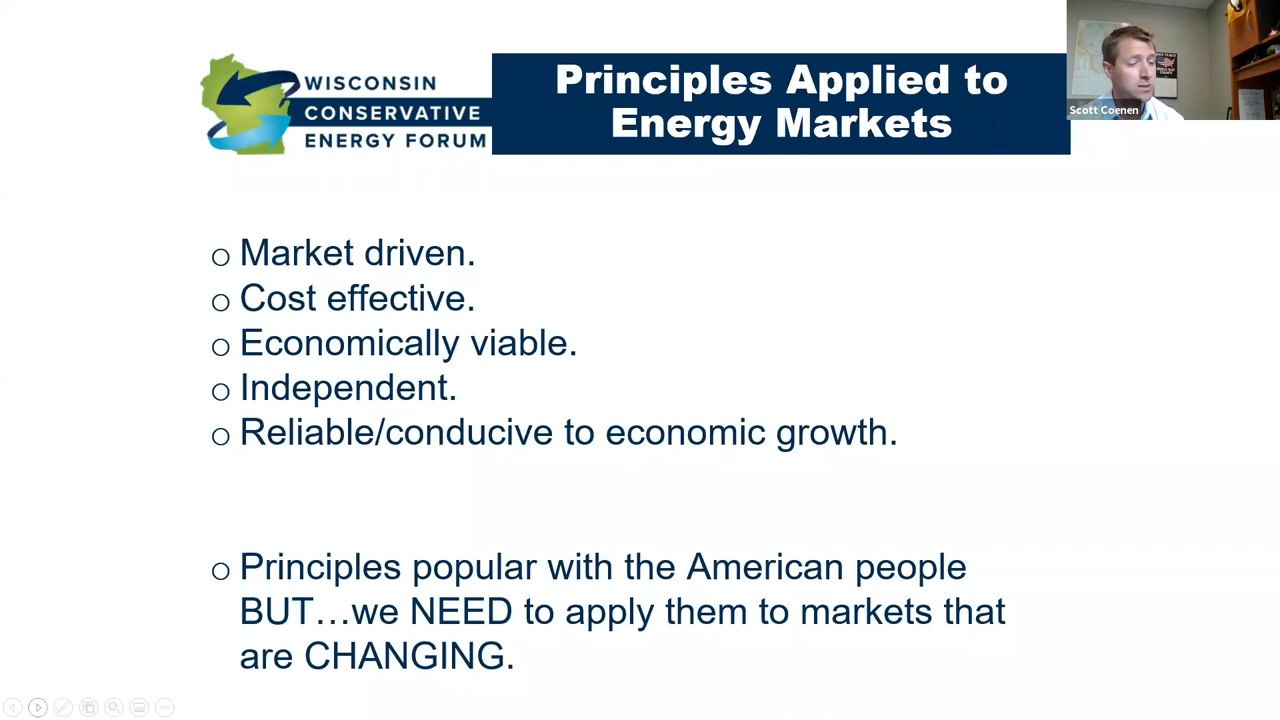 WISCONSIN
CONSERVATIVE
ENERGY FORUM
Principles Applied to
Energy Markets
Scott Coenen
o Market driven.
o Cost effective.
o Economically viable.
o Independent.
o Reliable/conducive to economic growth.
o Principles popular with the American people
BUT…we NEED to apply them to markets that
are CHANGING.